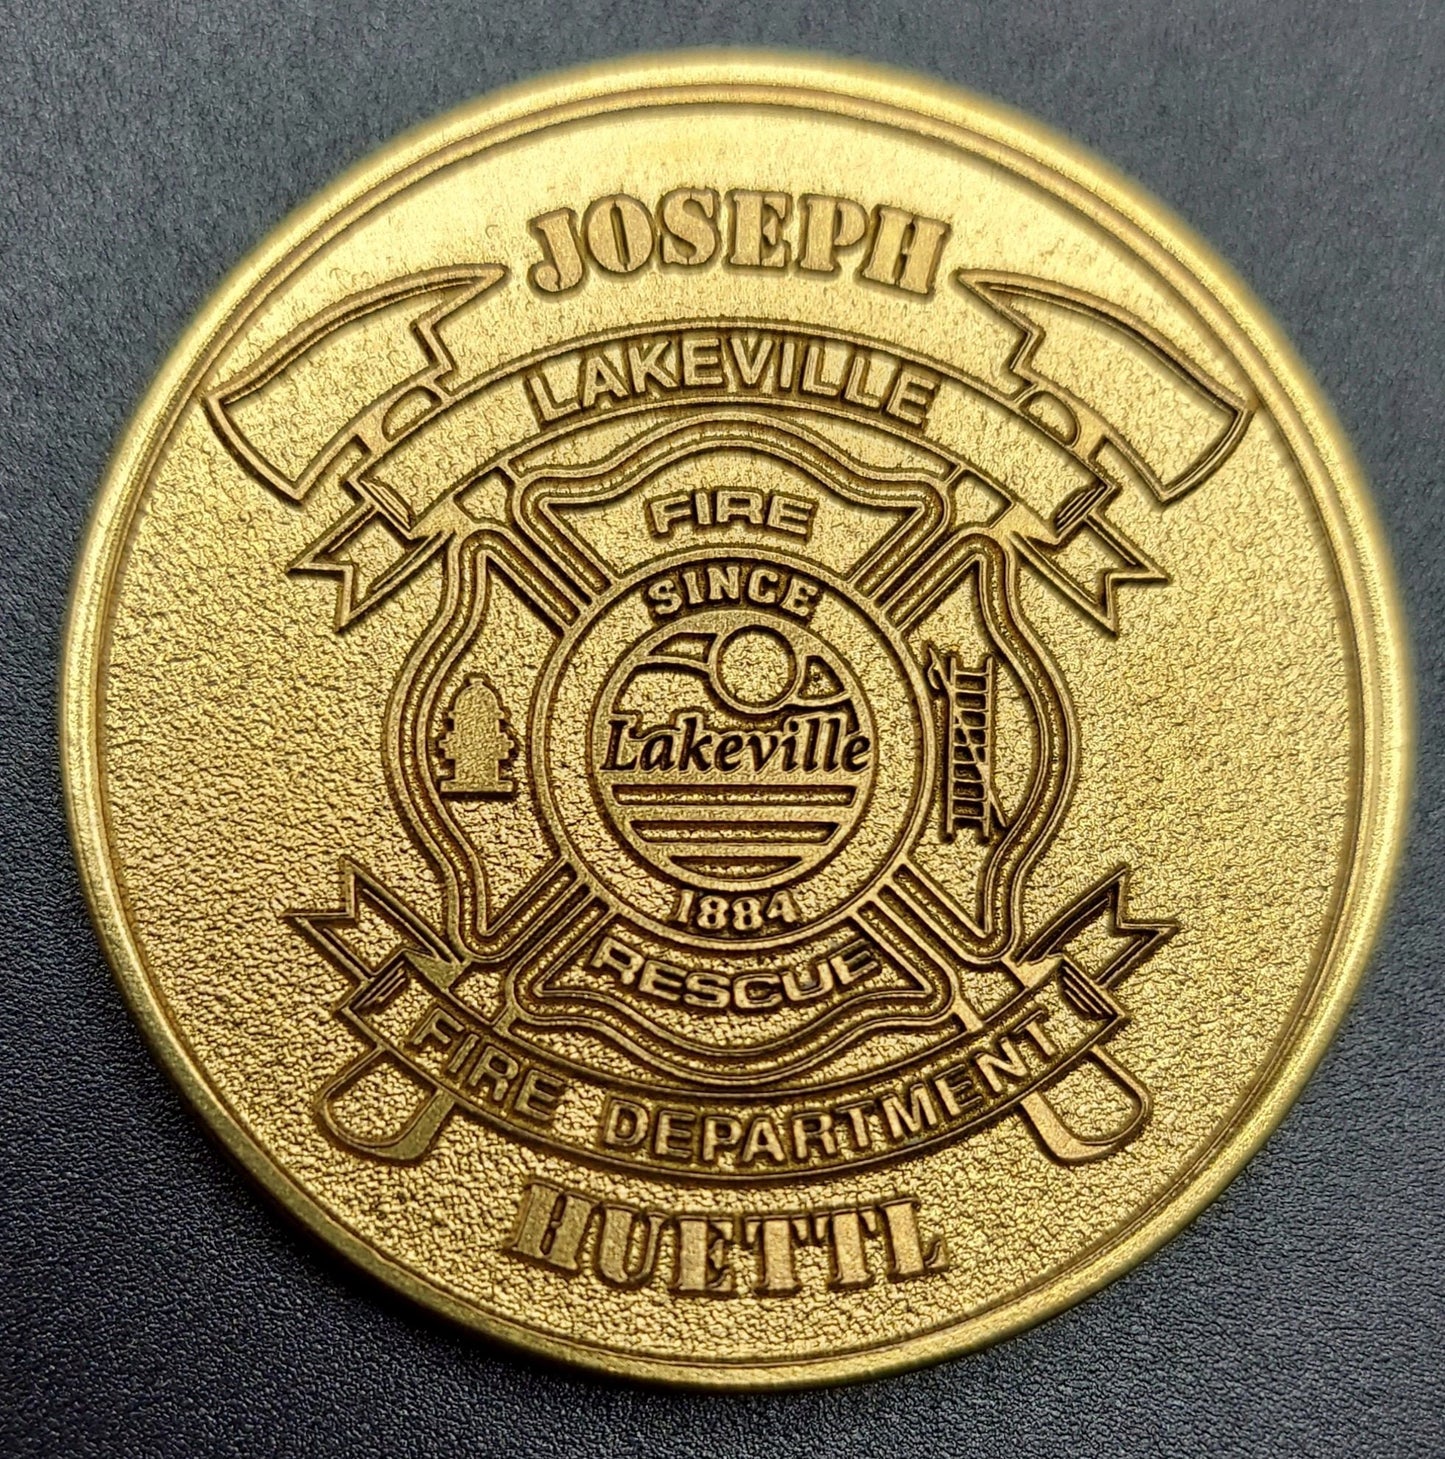 JOSEPH
LAKEVILLE
FIRE
SINCE
Lakeville
1884
RESCUE
FIRE DEPARTMENT
HUETTL